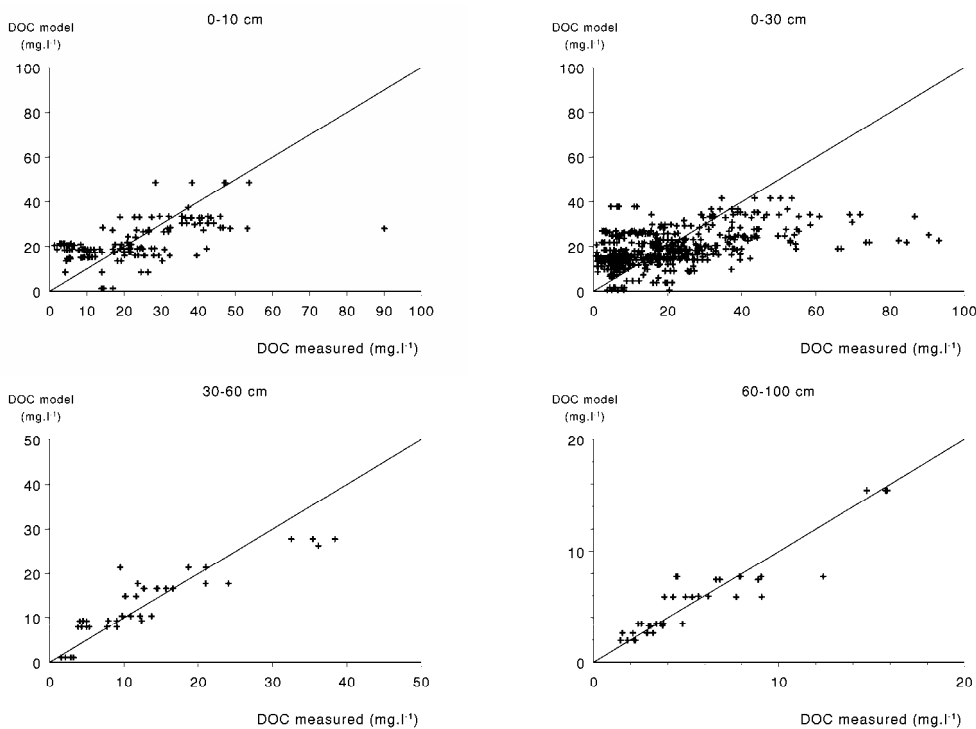 0-10 cm
DOC model
(mg.l-1)
100
80
60
40
20
0
0 10 20 30 40 50 60 70 80 90 100
DOC measured (mg.l-1)
0-30 cm
DOC model
(mg.l-1)
100
80
60
40
20
0
0 20 40 60 80 100
DOC measured (mg.l-1)
30-60 cm
DOC model
(mg.l-1)
50
40
30
20
10
0
0 10 20 30 40 50
DOC measured (mg.l-1)
60-100 cm
DOC model
(mg.l-1)
20
10
0
0 10 20
DOC measured (mg.l-1)